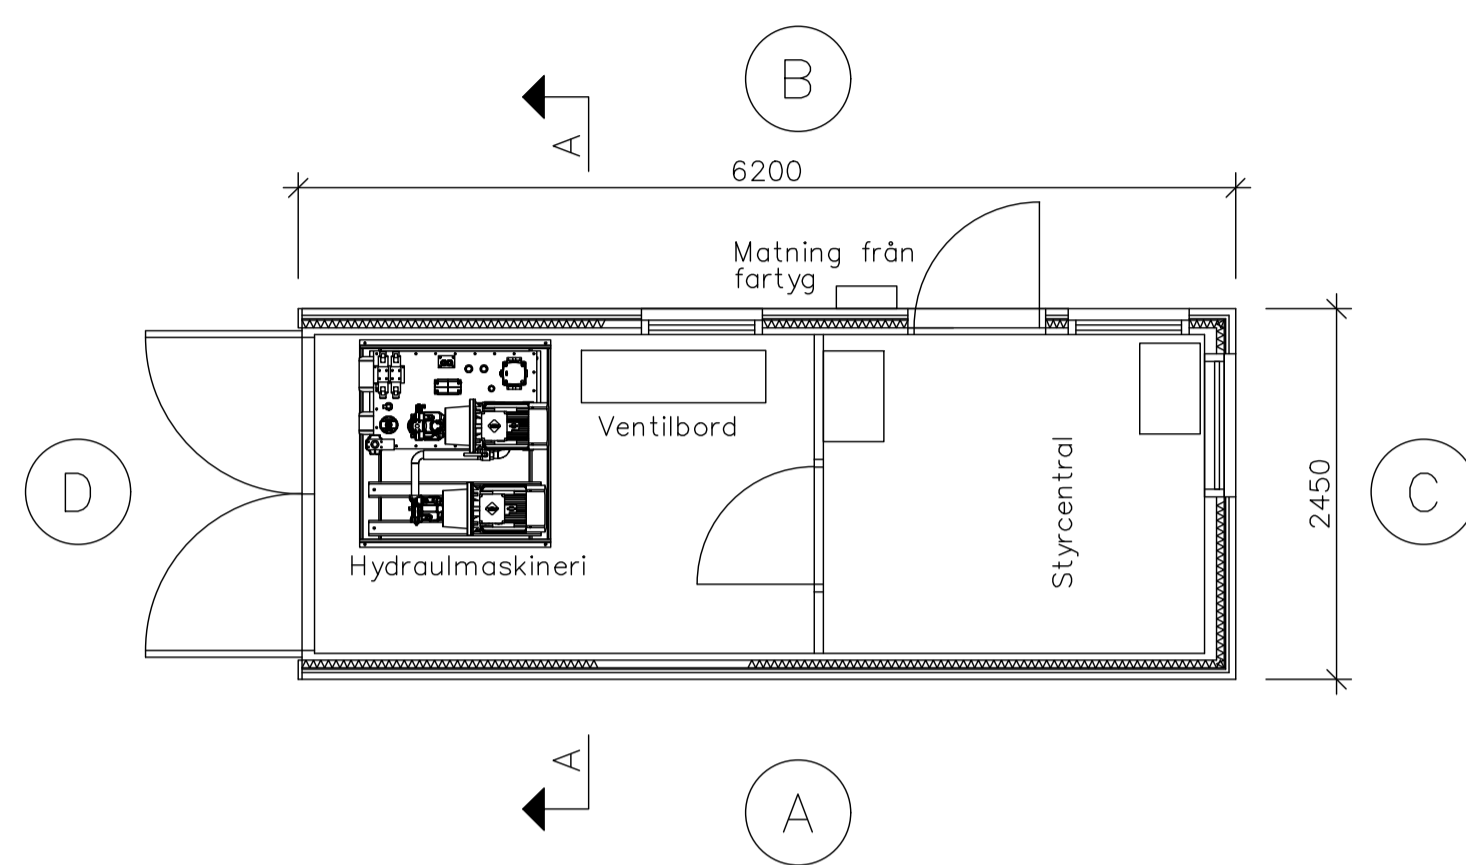 B
A
6200
Matning från
fartyg
Ventilbord
D
Styrcentral
2450
C
Hydraulmaskineri
A
A